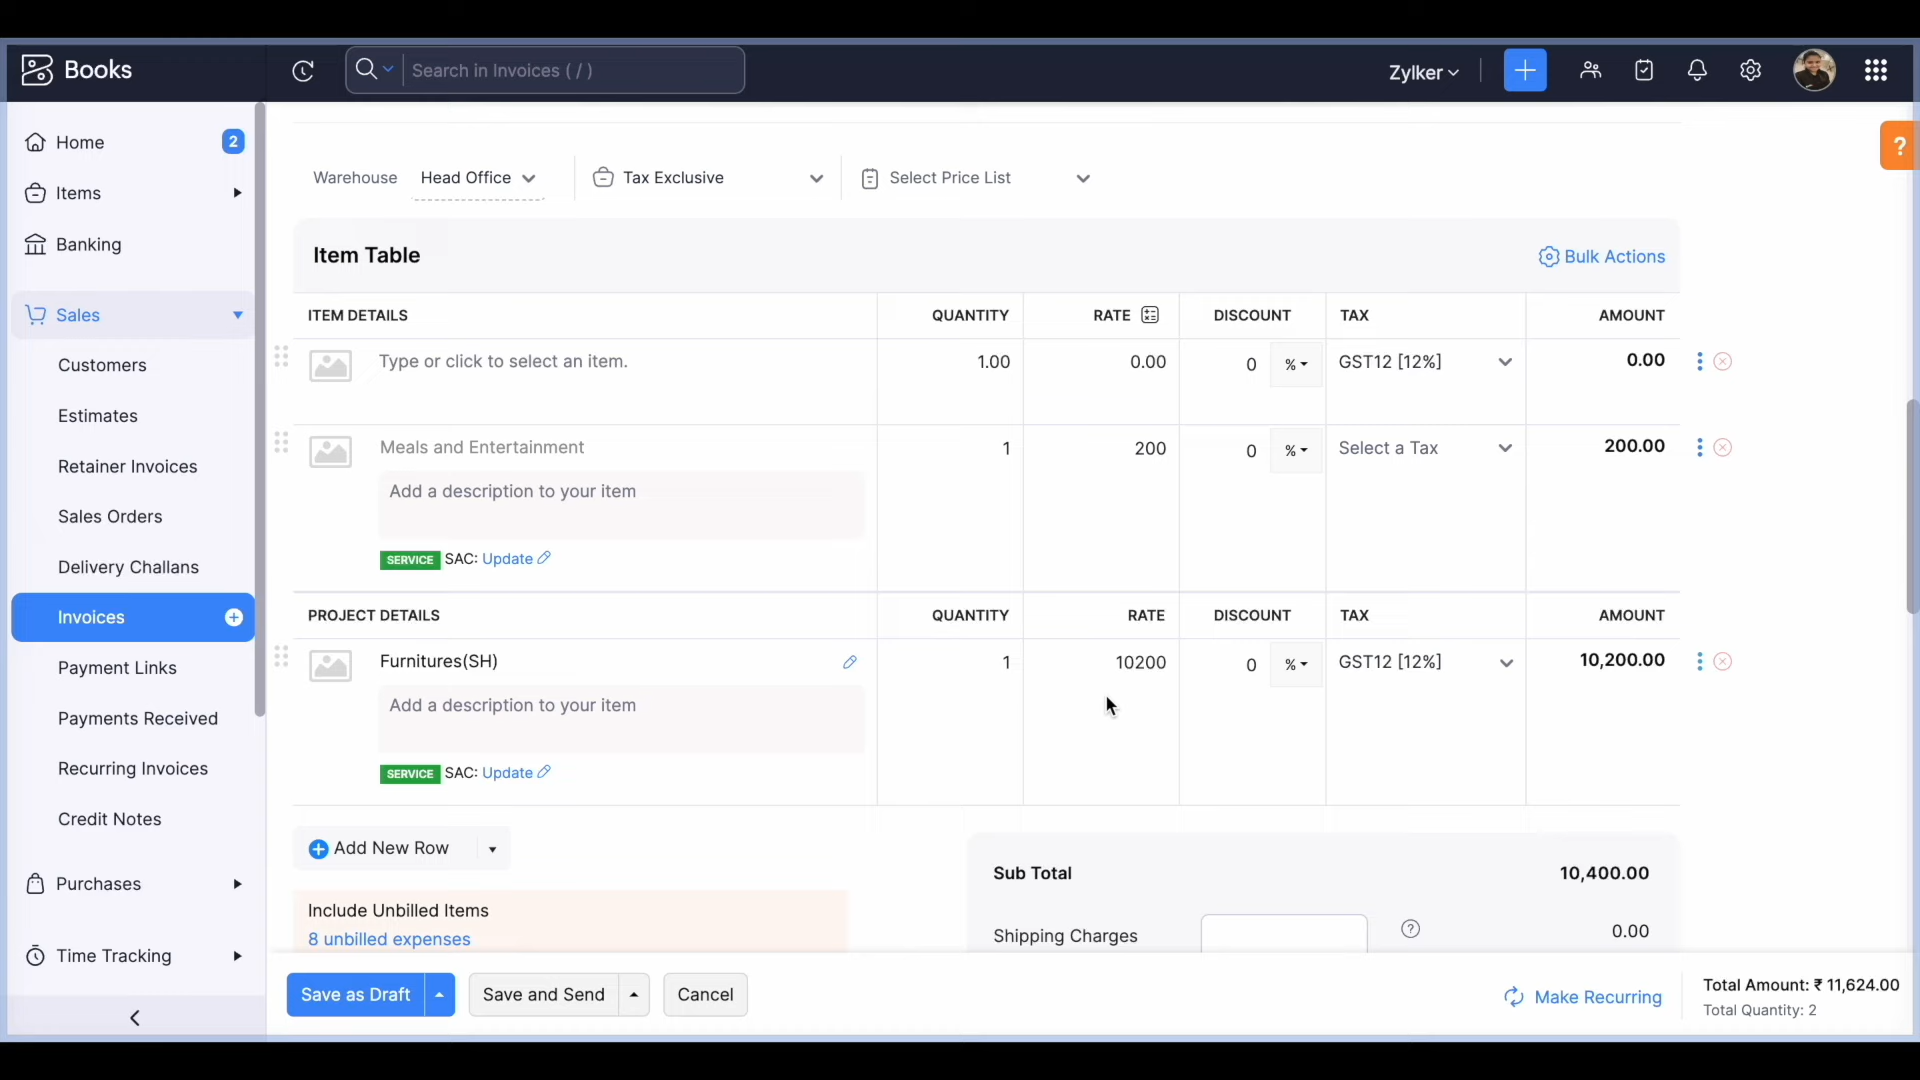 Books
Search in Invoices ( / )
Zylker
Home
2
?
Items
Warehouse Head Office Tax Exclusive Select Price List
Banking
Item Table Bulk Actions
Sales
ITEM DETAILS QUANTITY RATE DISCOUNT TAX AMOUNT
Customers
Type or click to select an item. 1.00 0.00 0 % GST12 [12%] 0.00
Estimates
Meals and Entertainment 1 200 0 % Select a Tax 200.00
Retainer Invoices
Add a description to your item
Sales Orders
SERVICE SAC: Update
Delivery Challans
Invoices
PROJECT DETAILS QUANTITY RATE DISCOUNT TAX AMOUNT
Payment Links
Furnitures(SH) 1 10200 0 % GST12 [12%] 10,200.00
Payments Received
Add a description to your item
Recurring Invoices
SERVICE SAC: Update
Credit Notes
Add New Row
Purchases
Sub Total 10,400.00
Include Unbilled Items
8 unbilled expenses
Shipping Charges ? 0.00
Time Tracking
Save as Draft Save and Send Cancel
Make Recurring
Total Amount: ₹ 11,624.00
Total Quantity: 2